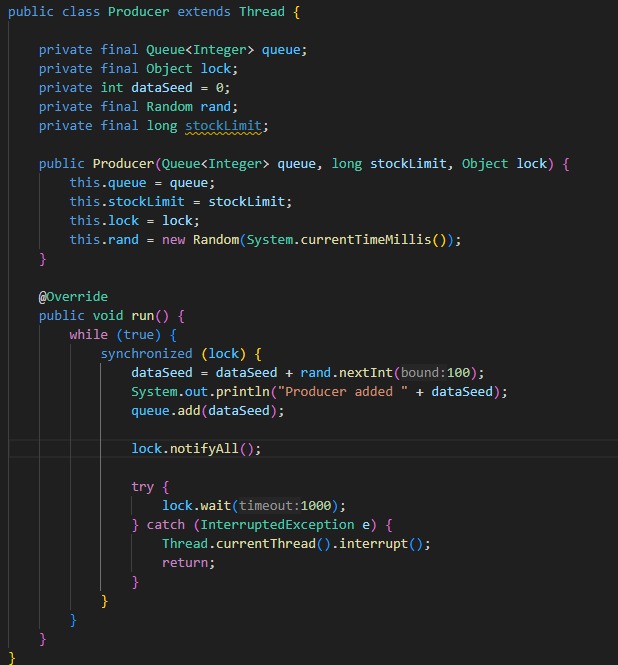 public class Producer extends Thread {
private final Queue<Integer> queue;
private final Object lock;
private int dataSeed = 0;
private final Random rand;
private final long stockLimit;
public Producer(Queue<Integer> queue, long stockLimit, Object lock) {
this.queue = queue;
this.stockLimit = stockLimit;
this.lock = lock;
this.rand = new Random(System.currentTimeMillis());
}
@Override
public void run() {
while (true) {
synchronized (lock) {
dataSeed = dataSeed + rand.nextInt(bound:100);
System.out.println("Producer added " + dataSeed);
queue.add(dataSeed);
lock.notifyAll();
try {
lock.wait(timeout:1000);
} catch (InterruptedException e) {
Thread.currentThread().interrupt();
return;
}
}
}
}
}